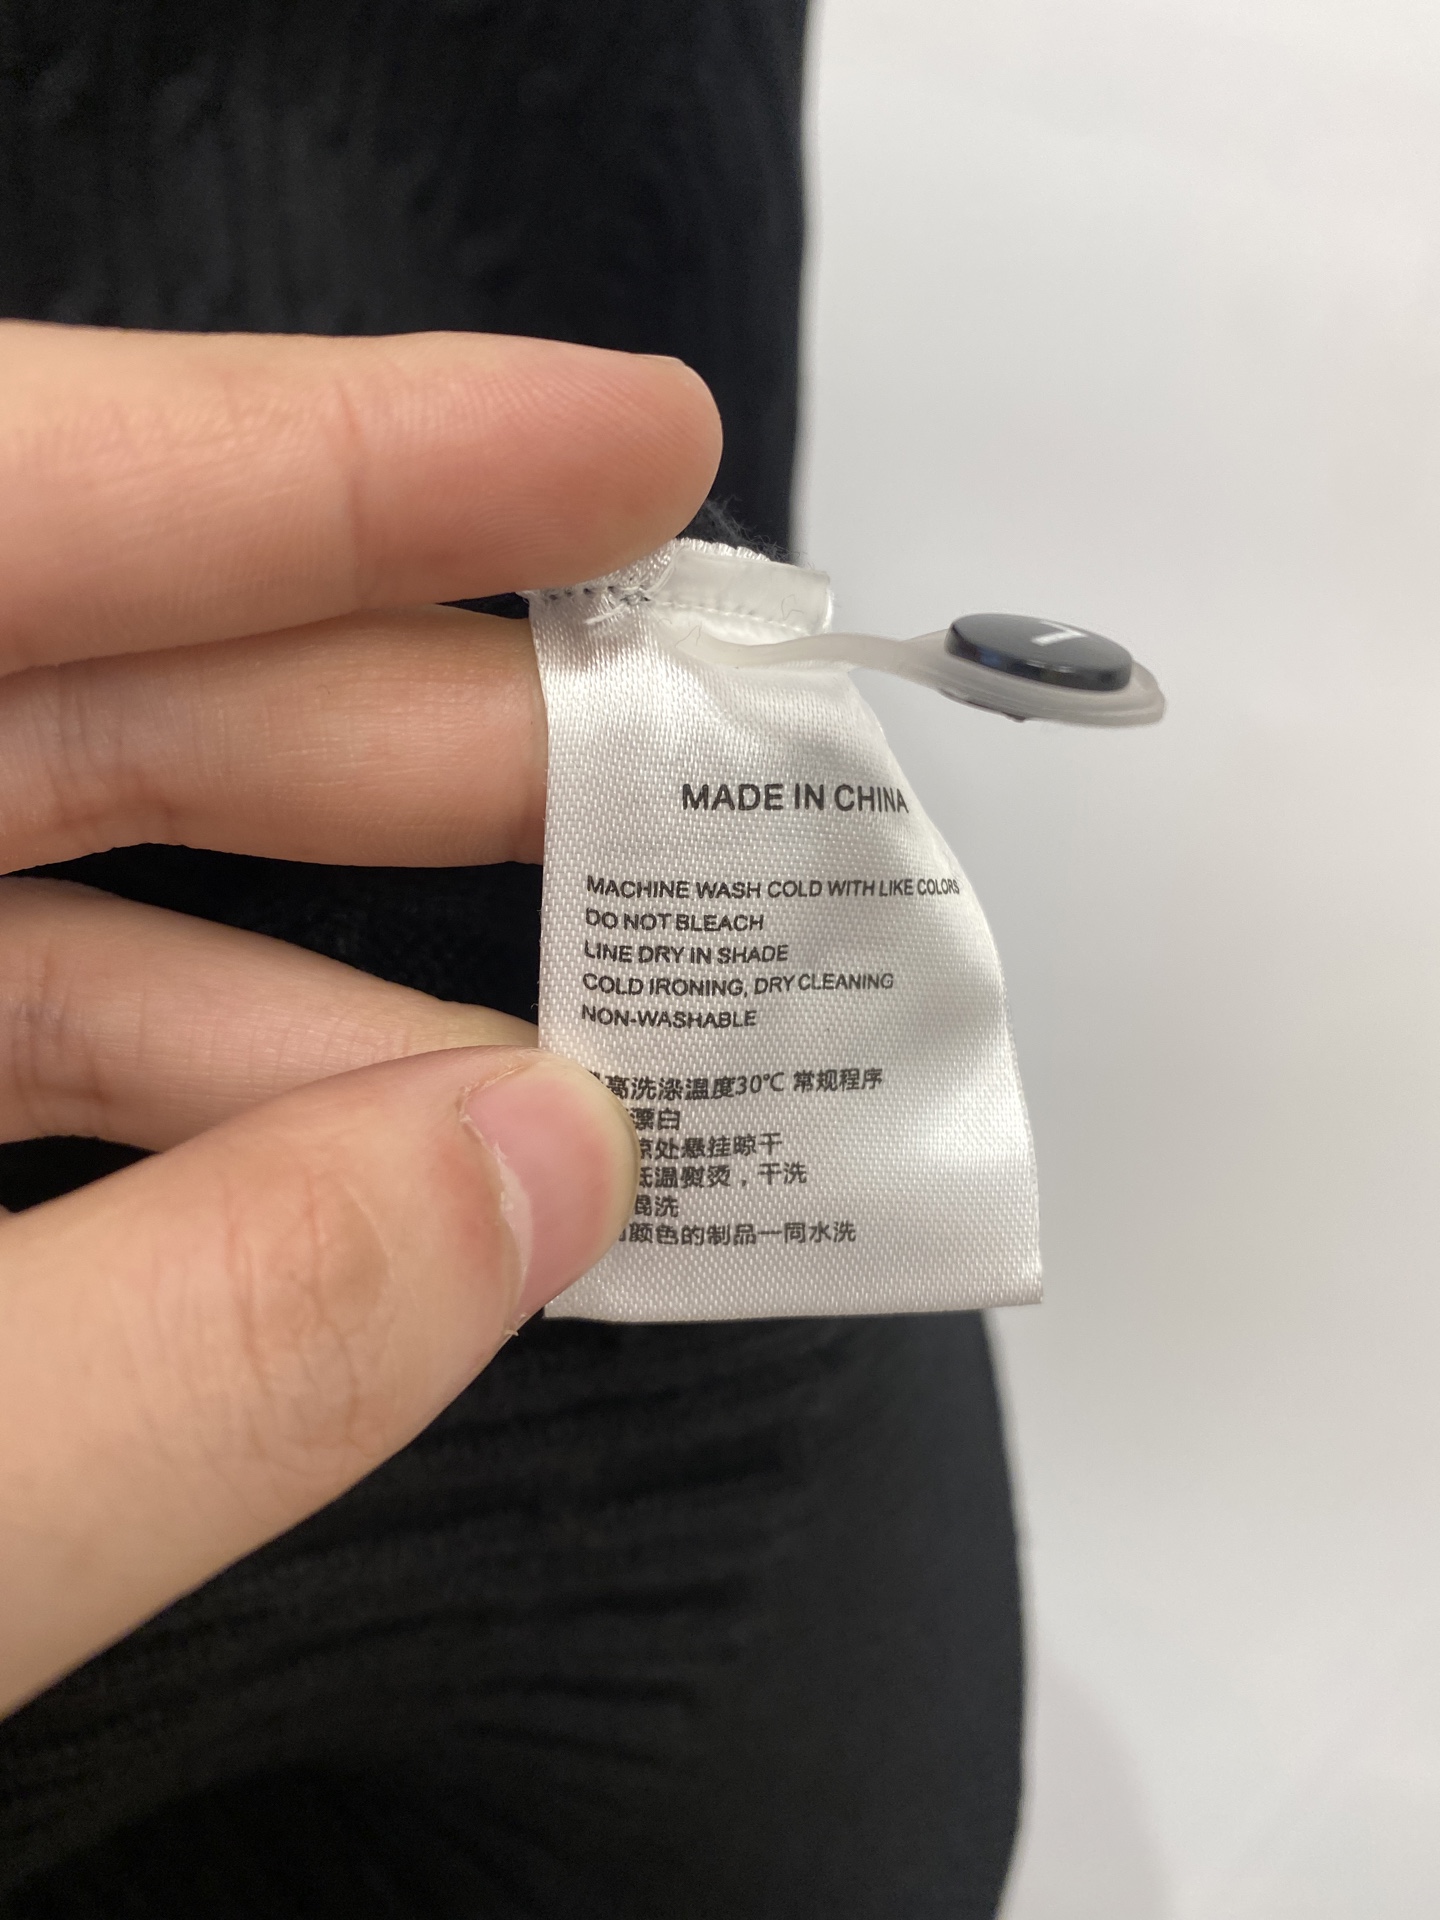 MADE IN CHINA
MACHINE WASH COLD WITH LIKE COLORS
DO NOT BLEACH
LINE DRY IN SHADE
COLD IRONING, DRY CLEANING
NON-WASHABLE
高洗涤温度30℃ 常规程序
漂白
凉处悬挂晾干
低温熨烫，干洗
混洗
颜色的制品一同水洗
L